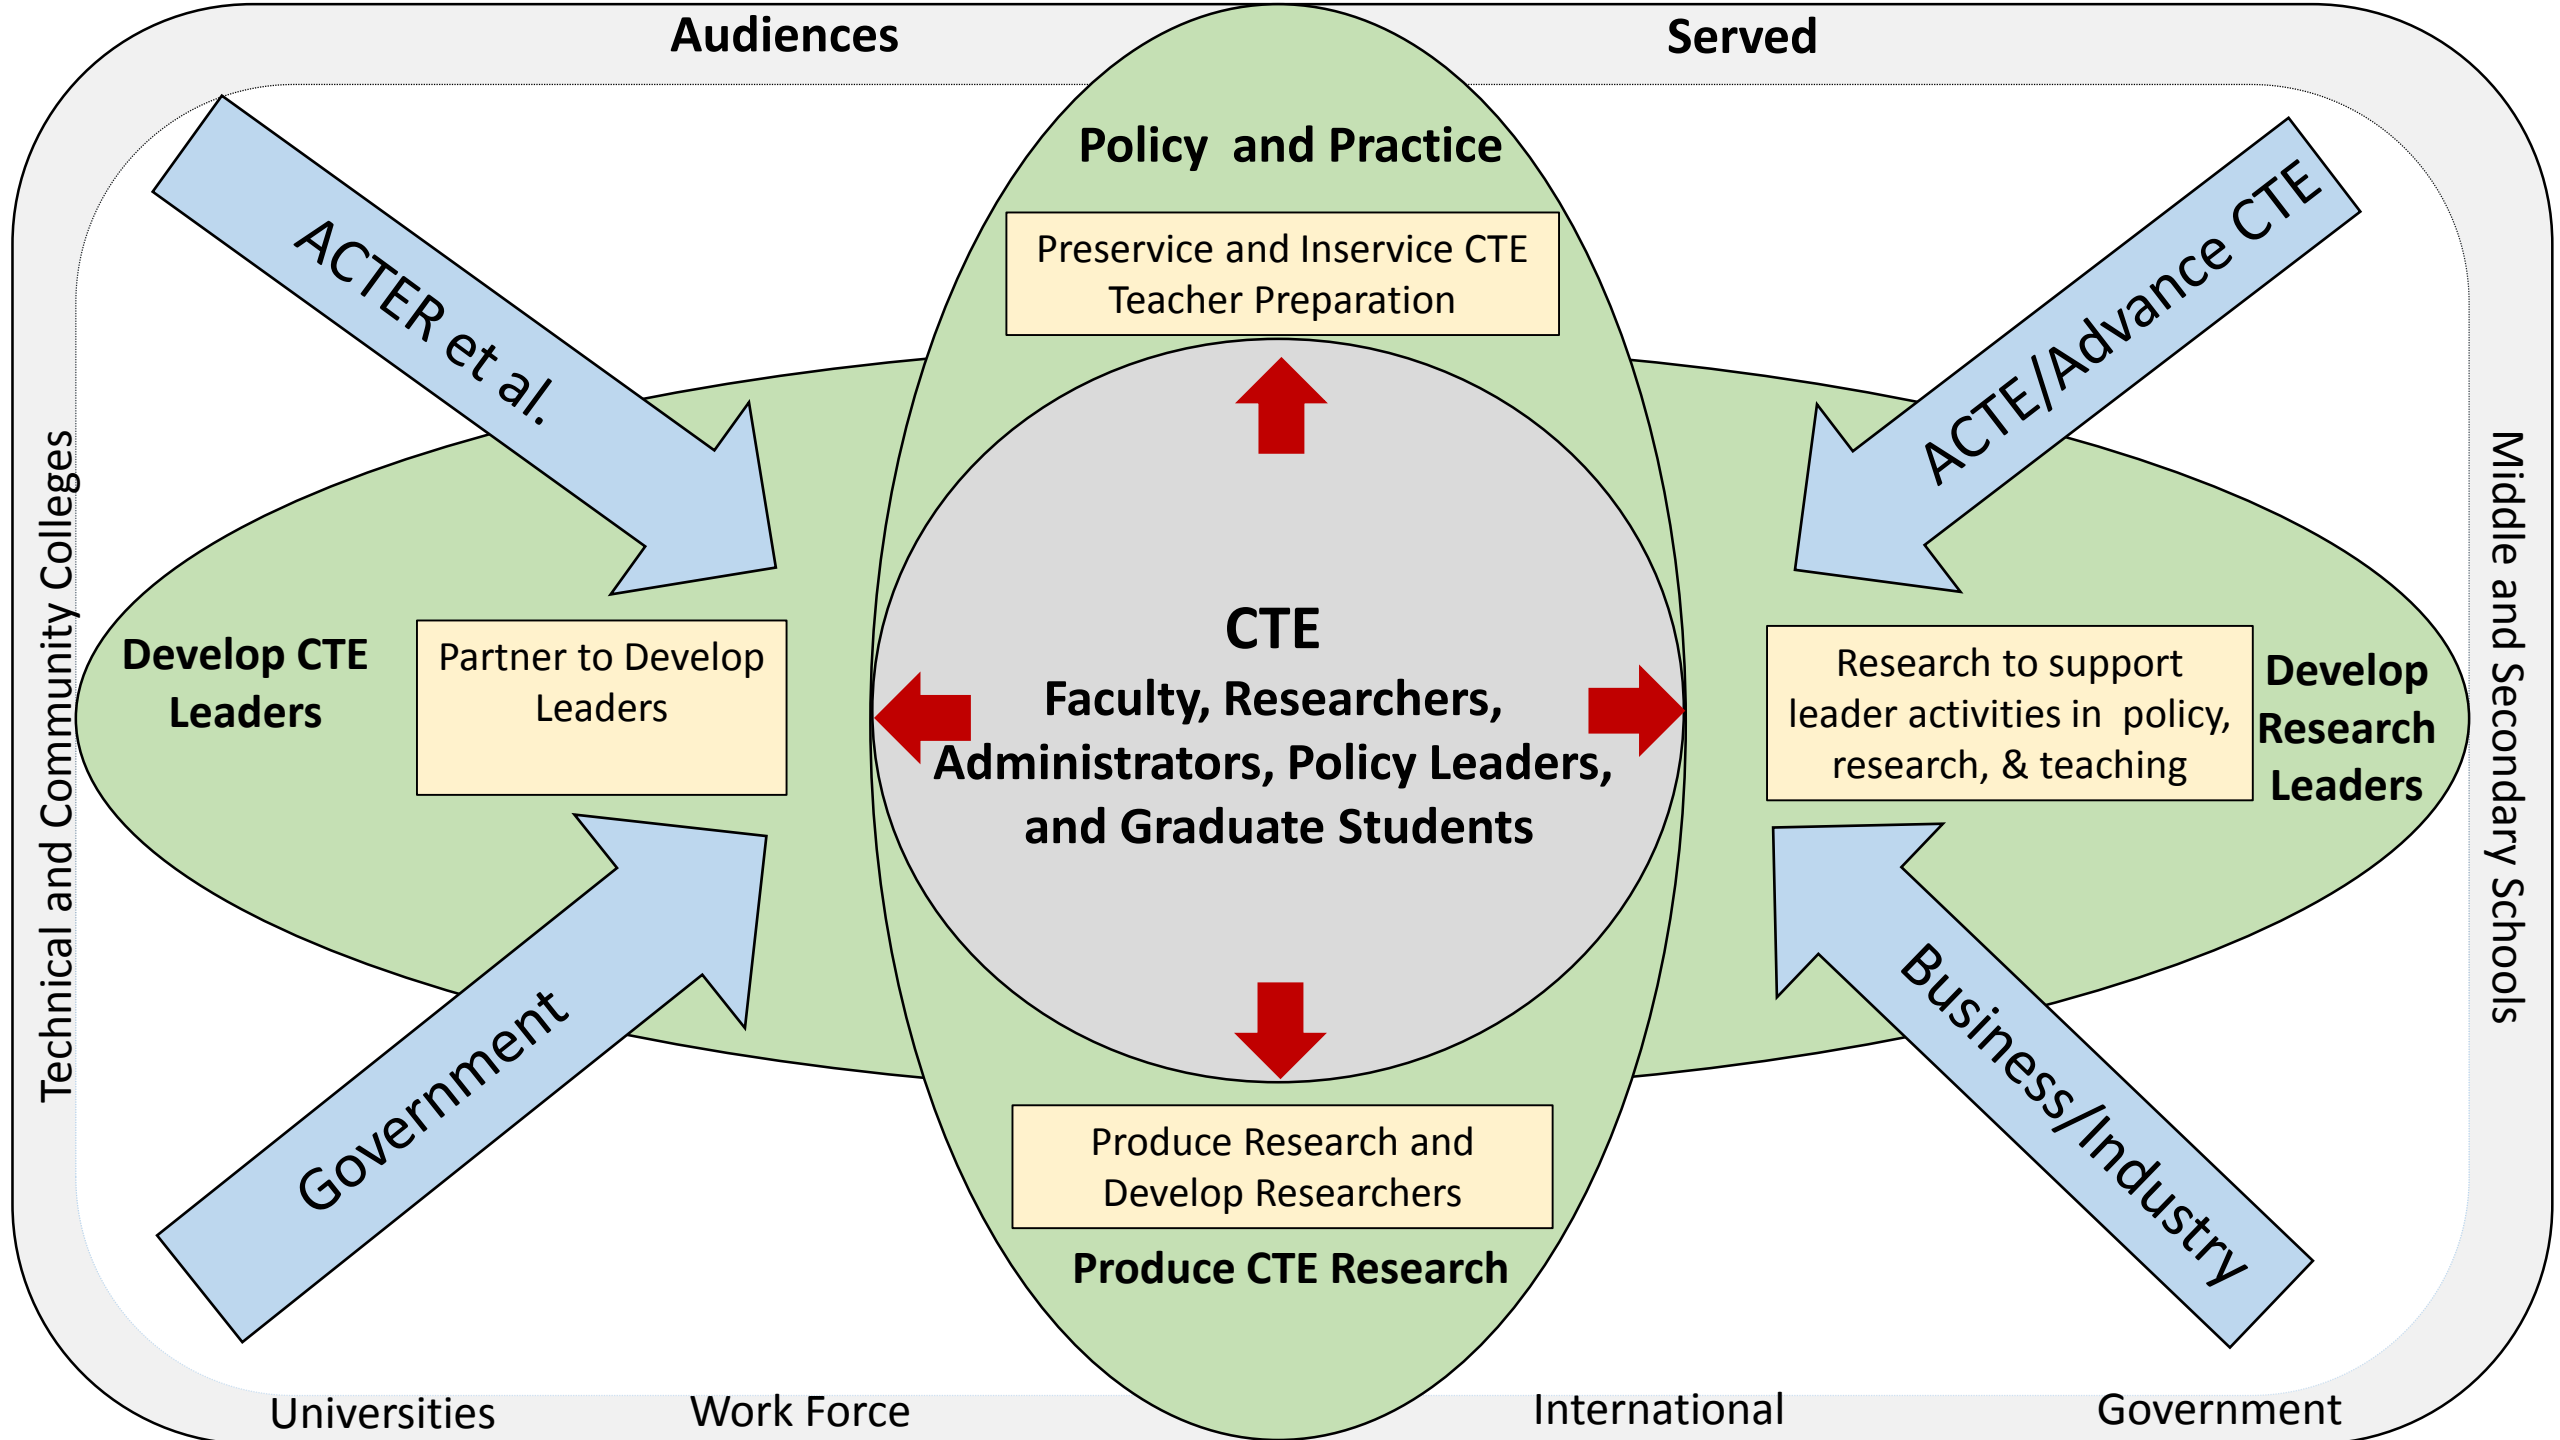 Audiences
Served
Policy and Practice
Preservice and Inservice CTE
Teacher Preparation
ACTER et al.
ACTE/Advance CTE
Technical and Community Colleges
Middle and Secondary Schools
Develop CTE
Leaders
Partner to Develop
Leaders
CTE
Faculty, Researchers,
Administrators, Policy Leaders,
and Graduate Students
Research to support
leader activities in policy,
research, & teaching
Develop
Research
Leaders
Government
Business/Industry
Produce Research and
Develop Researchers
Produce CTE Research
Universities
Work Force
International
Government